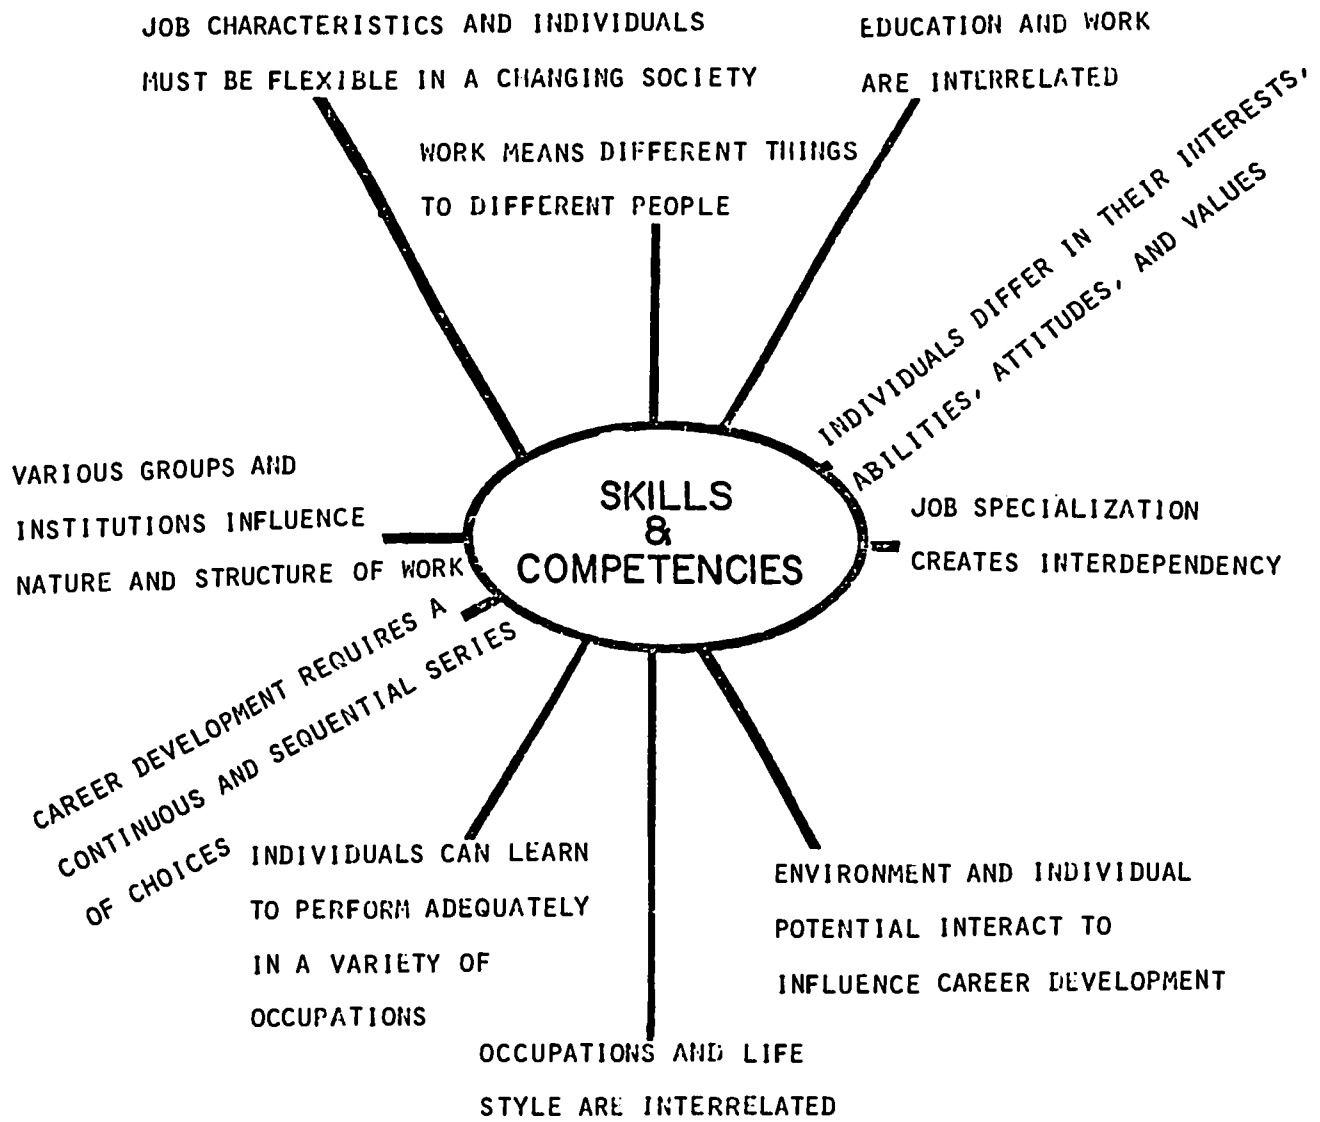 JOB CHARACTERISTICS AND INDIVIDUALS
MUST BE FLEXIBLE IN A CHANGING SOCIETY
EDUCATION AND WORK
ARE INTERRELATED
WORK MEANS DIFFERENT THINGS
TO DIFFERENT PEOPLE
INDIVIDUALS DIFFER IN THEIR INTERESTS,
ABILITIES, ATTITUDES, AND VALUES
VARIOUS GROUPS AND
INSTITUTIONS INFLUENCE
NATURE AND STRUCTURE OF WORK
SKILLS
&
COMPETENCIES
JOB SPECIALIZATION
CREATES INTERDEPENDENCY
CAREER DEVELOPMENT REQUIRES A
CONTINUOUS AND SEQUENTIAL SERIES
OF CHOICES
INDIVIDUALS CAN LEARN
TO PERFORM ADEQUATELY
IN A VARIETY OF
OCCUPATIONS
ENVIRONMENT AND INDIVIDUAL
POTENTIAL INTERACT TO
INFLUENCE CAREER DEVELOPMENT
OCCUPATIONS AND LIFE
STYLE ARE INTERRELATED